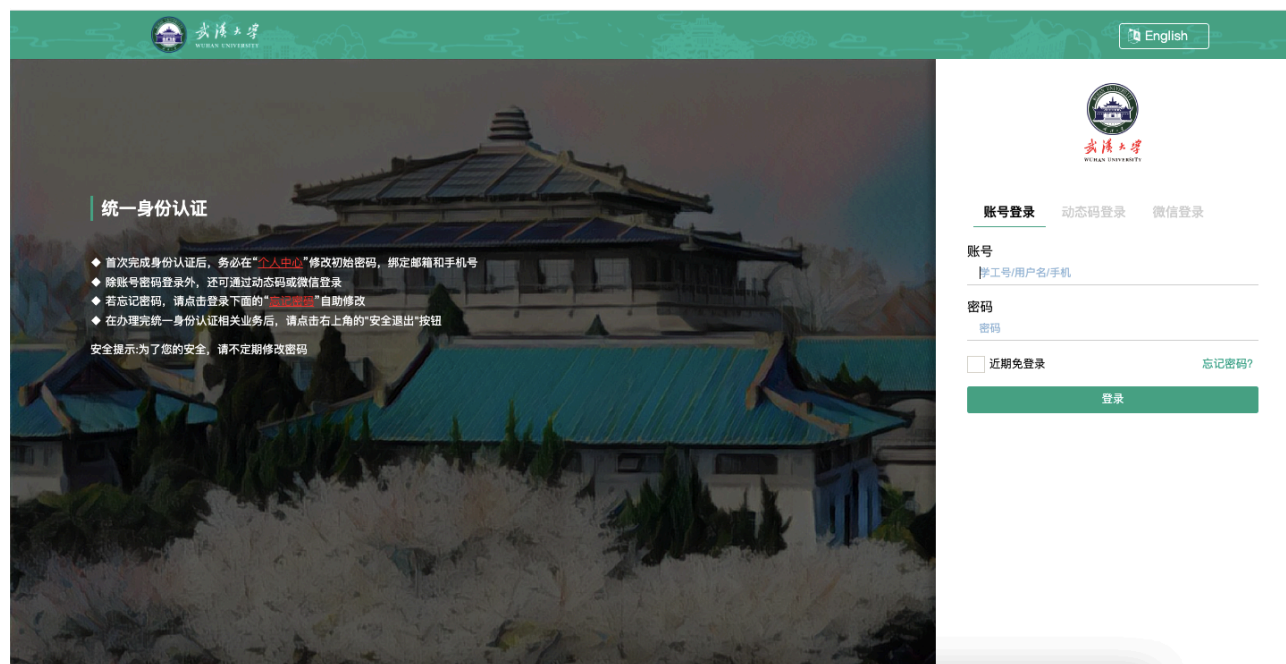 武汉大学
WUHAN UNIVERSITY
English
统一身份认证
◆ 首次完成身份认证后，务必在"个人中心"修改初始密码，绑定邮箱和手机号
◆ 除账号密码登录外，还可通过动态码或微信登录
◆ 若忘记密码，请点击登录下面的"忘记密码"自助修改
◆ 在办理完统一身份认证相关业务后，请点击右上角的"安全退出"按钮
安全提示:为了您的安全，请不定期修改密码
武汉大学
WUHAN UNIVERSITY
账号登录 动态码登录 微信登录
账号
学工号/用户名/手机
密码
密码
近期免登录 忘记密码?
登录